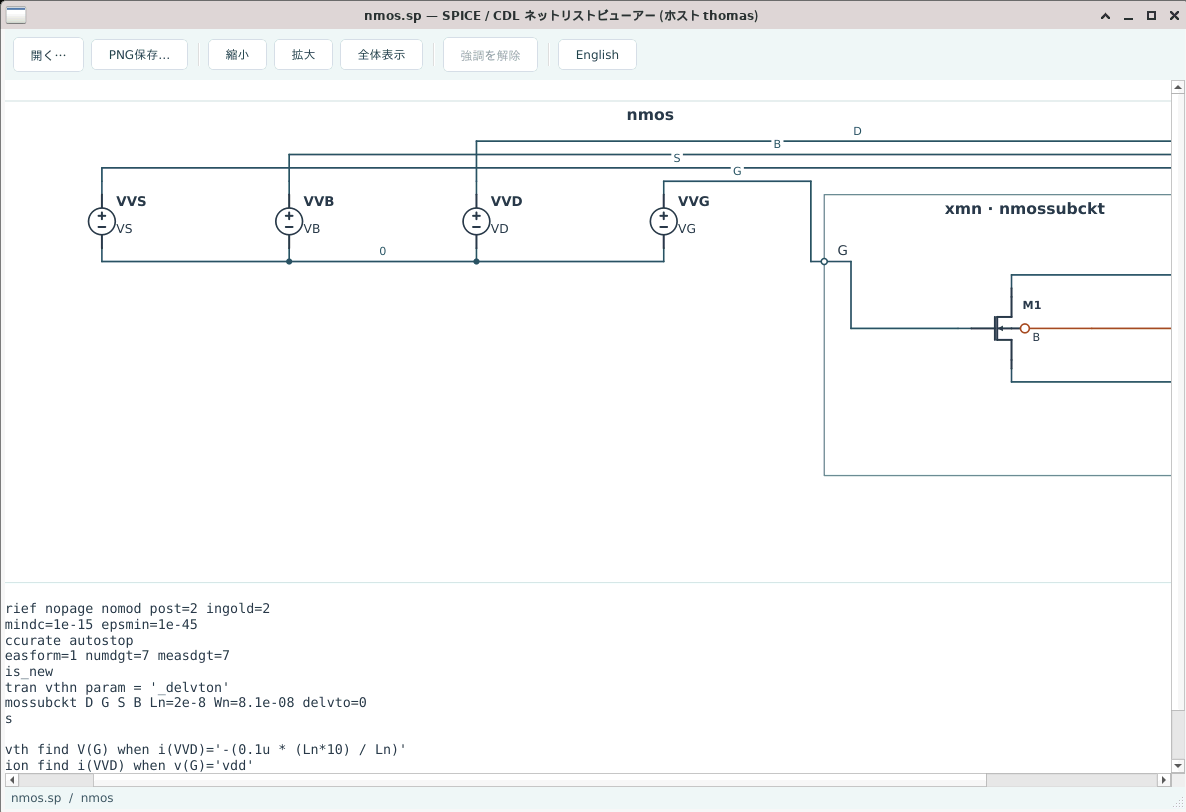 nmos.sp — SPICE / CDL ネットリストビューアー (ホスト thomas)
開く… PNG保存... 縮小 拡大 全体表示 強調を解除 English
nmos
D
B
S
G
VVS VVB VVD VVG
VS VB VD VG
xmn · nmossubckt
0
G
M1
B
rief nopage nomod post=2 ingold=2
mindc=1e-15 epsmin=1e-45
ccurate autostop
easform=1 numdgt=7 measdgt=7
is_new
tran vthn param = '_delvton'
mossubckt D G S B Ln=2e-8 Wn=8.1e-08 delvto=0
s
vth find V(G) when i(VVD)='-(0.1u * (Ln*10) / Ln)'
ion find i(VVD) when v(G)='vdd'
nmos.sp / nmos